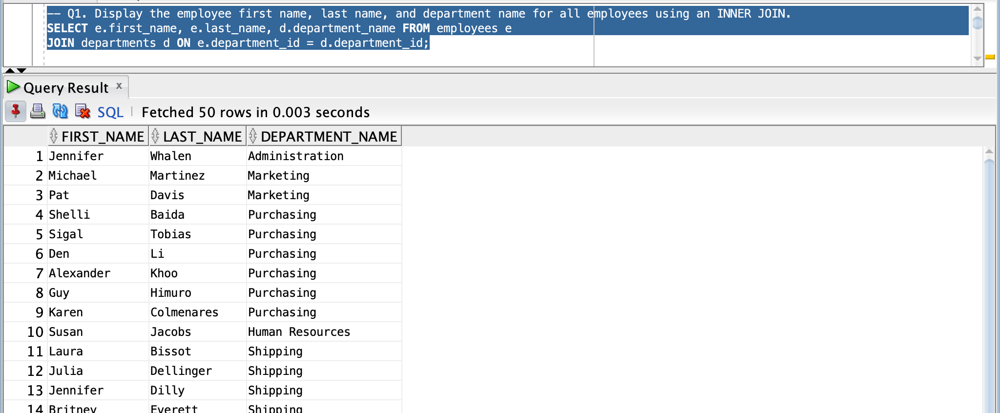 -- Q1. Display the employee first name, last name, and department name for all employees using an INNER JOIN.
SELECT e.first_name, e.last_name, d.department_name FROM employees e
JOIN departments d ON e.department_id = d.department_id;
Query Result x
SQL | Fetched 50 rows in 0.003 seconds
FIRST_NAME LAST_NAME DEPARTMENT_NAME
1 Jennifer Whalen Administration
2 Michael Martinez Marketing
3 Pat Davis Marketing
4 Shelli Baida Purchasing
5 Sigal Tobias Purchasing
6 Den Li Purchasing
7 Alexander Khoo Purchasing
8 Guy Himuro Purchasing
9 Karen Colmenares Purchasing
10 Susan Jacobs Human Resources
11 Laura Bissot Shipping
12 Julia Dellinger Shipping
13 Jennifer Dilly Shipping
14 Britney Everett Shipping